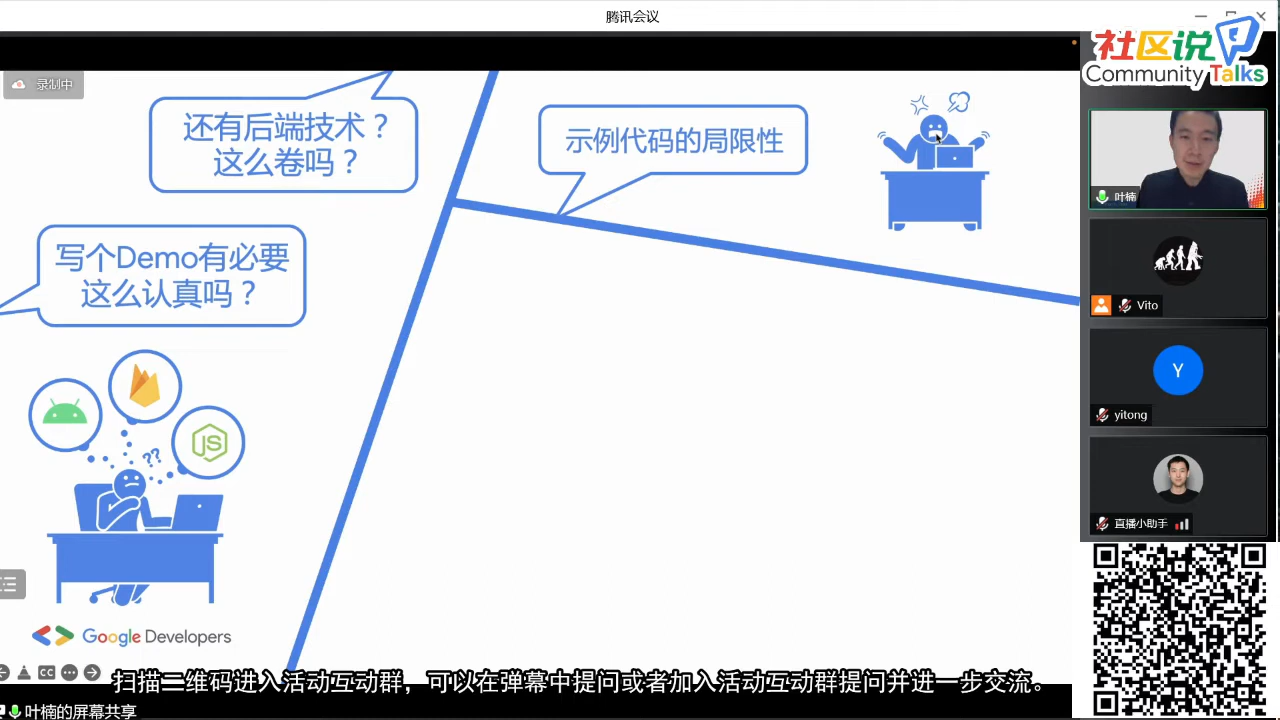 腾讯会议
社区说
Community Talks
录制中
还有后端技术？
这么卷吗？
示例代码的局限性
写个Demo有必要
这么认真吗？
??
JS
Google Developers
叶楠
Vito
Y
yitong
直播小助手
CC
扫描二维码进入活动互动群，可以在弹幕中提问或者加入活动互动群提问并进一步交流。
叶楠的屏幕共享